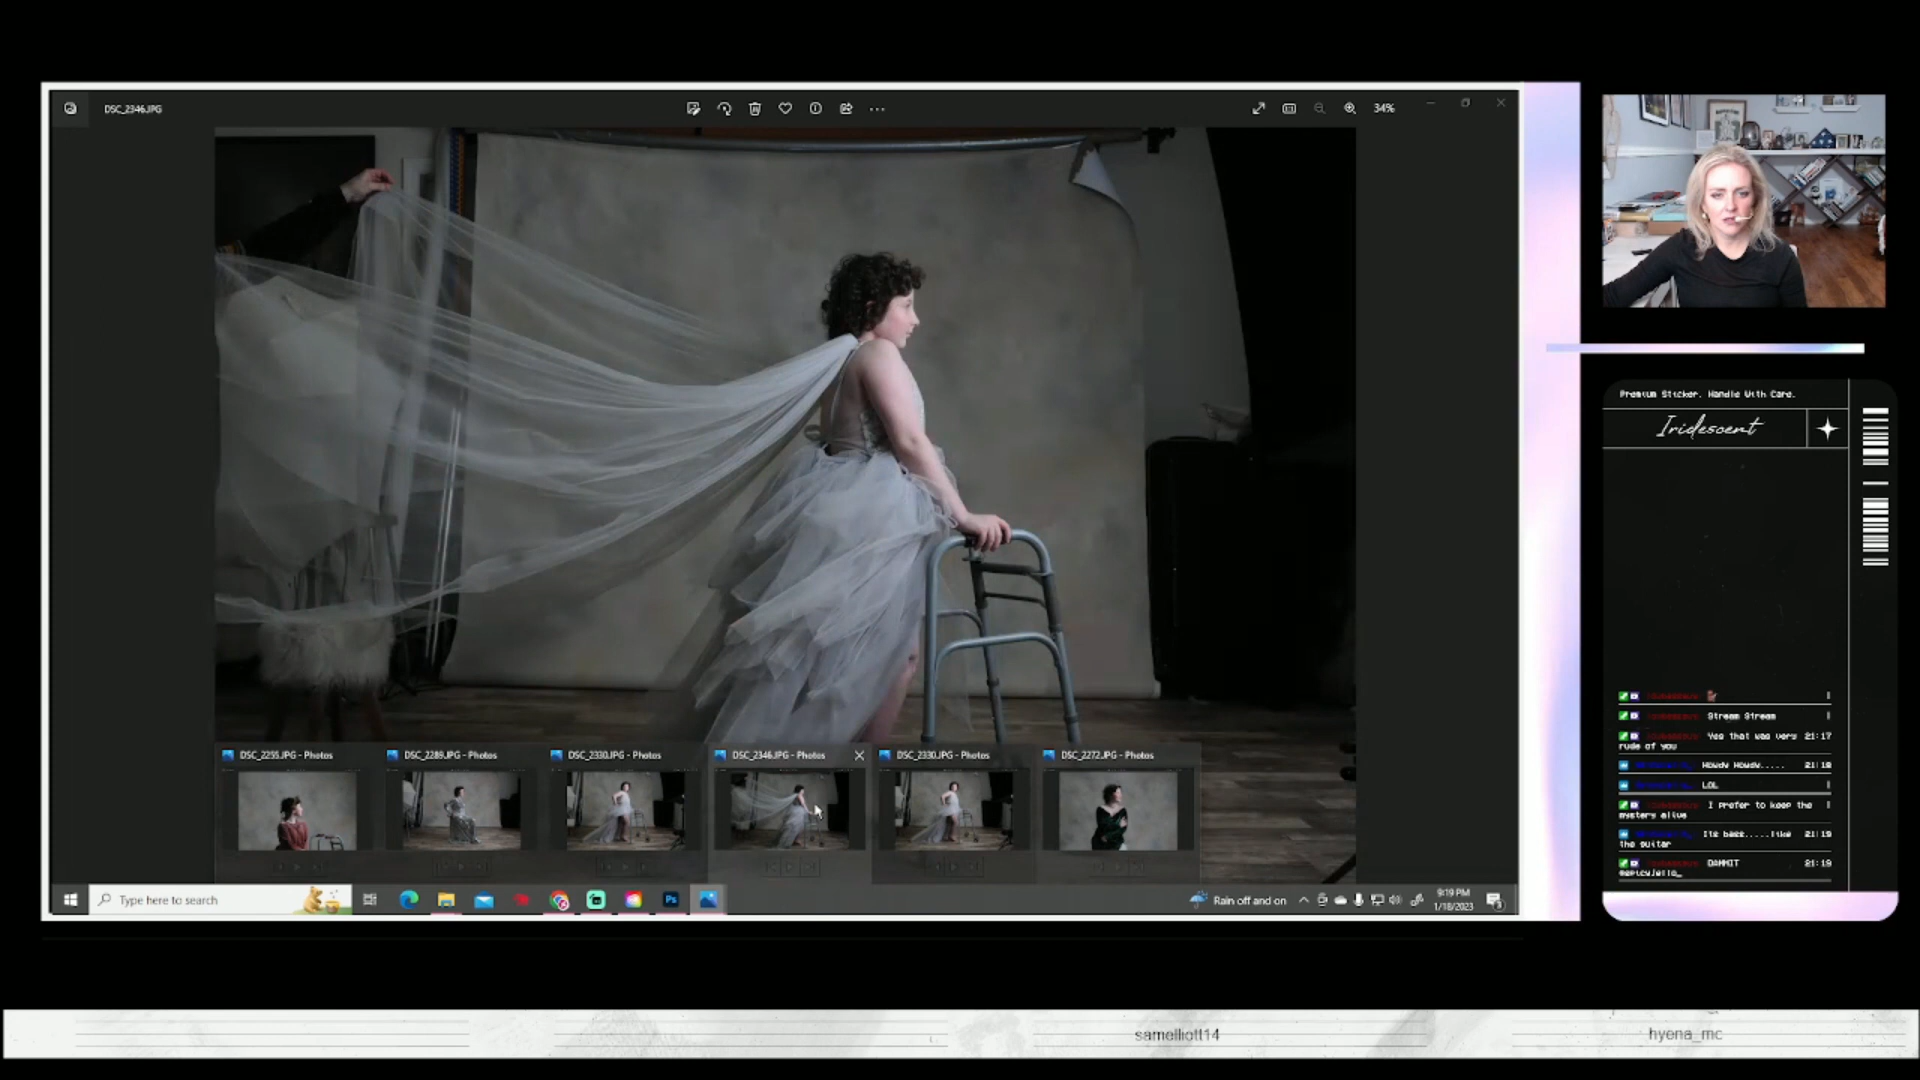 DSC_2346.JPG
34%
DSC_2255.JPG - Photos
DSC_2289.JPG - Photos
DSC_2330.JPG - Photos
DSC_2346.JPG - Photos
DSC_2330.JPG - Photos
DSC_2272.JPG - Photos
Type here to search
Ps
Rain off and on
9:19 PM
1/18/2023
Premium Sticker. Handle With Care.
Iridescent
Stream Stream
Yes that was very 21:17
rude of you
Howdy Howdy..... 21:18
LOL
I prefer to keep the
mystery alive
Its bass.....like 21:19
the guitar
DAMMIT 21:19
samelliott14
hyena_mc